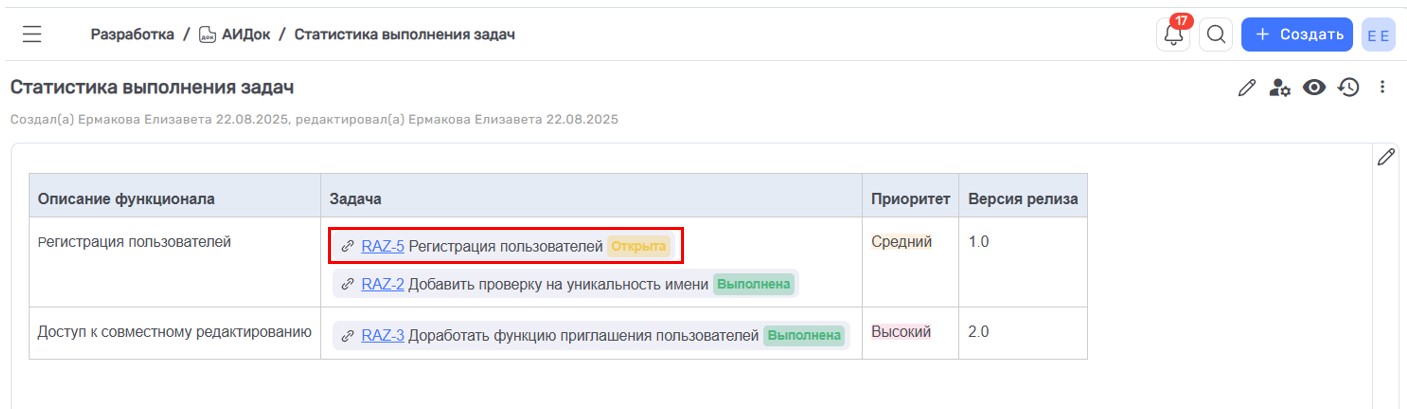 Разработка / АИДок / Статистика выполнения задач
17
+ Создать
EE
Статистика выполнения задач
Создал(а) Ермакова Елизавета 22.08.2025, редактировал(а) Ермакова Елизавета 22.08.2025
Описание функционала Задача Приоритет Версия релиза
Регистрация пользователей RAZ-5 Регистрация пользователей Открыта Средний 1.0
RAZ-2 Добавить проверку на уникальность имени Выполнена
Доступ к совместному редактированию RAZ-3 Доработать функцию приглашения пользователей Выполнена Высокий 2.0